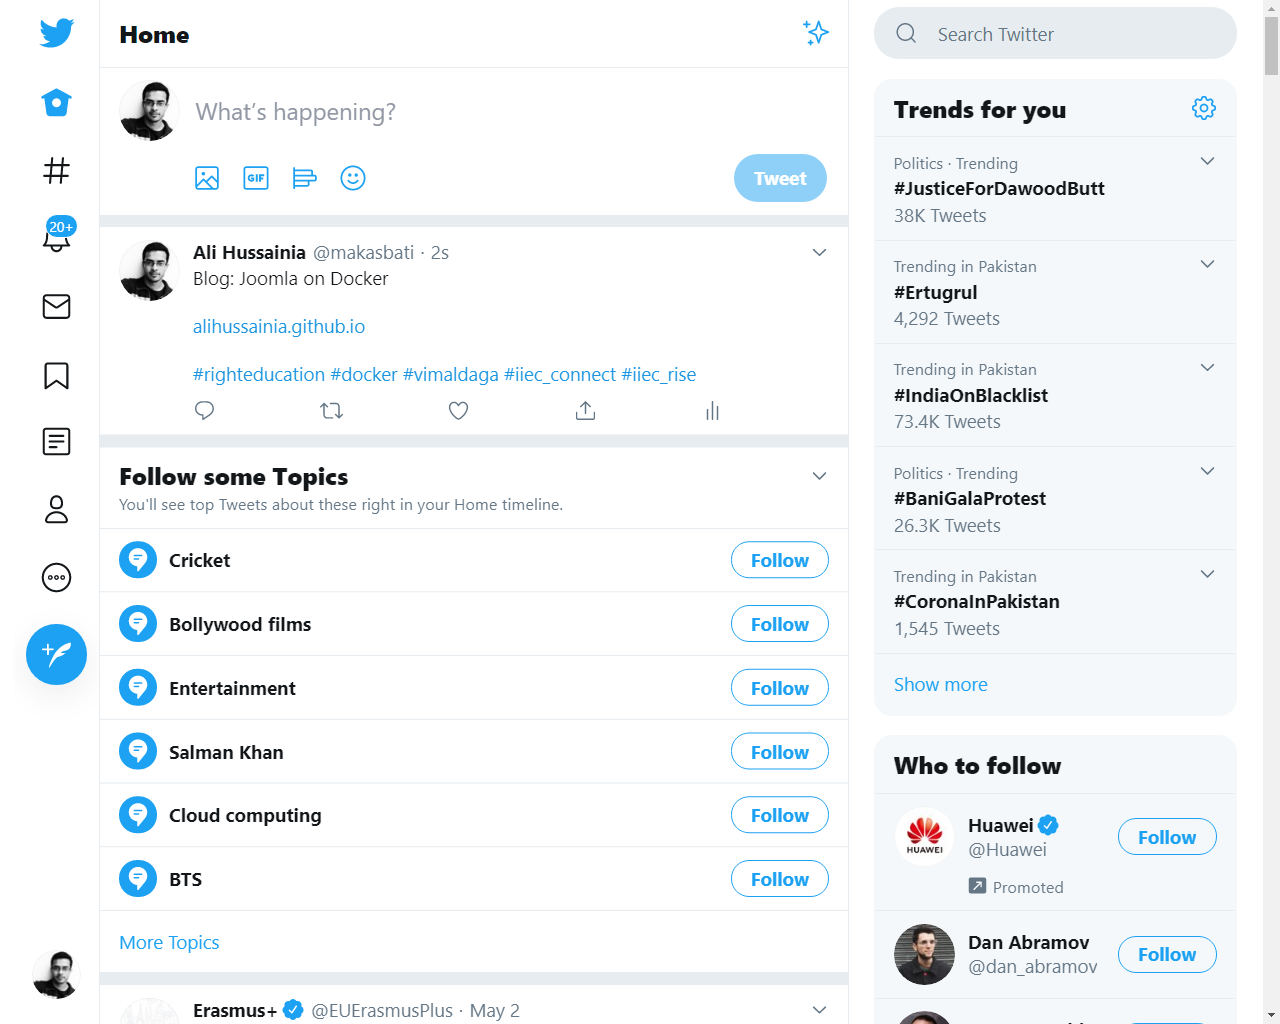 Home
What's happening?
GIF
Tweet
20+
Ali Hussainia @makasbati · 2s
Blog: Joomla on Docker
alihussainia.github.io
#righteducation #docker #vimaldaga #iiec_connect #iiec_rise
Follow some Topics
You'll see top Tweets about these right in your Home timeline.
Cricket
Follow
Bollywood films
Follow
Entertainment
Follow
Salman Khan
Follow
Cloud computing
Follow
BTS
Follow
More Topics
Erasmus+ @EUErasmusPlus · May 2
Search Twitter
Trends for you
Politics · Trending
#JusticeForDawoodButt
38K Tweets
Trending in Pakistan
#Ertugrul
4,292 Tweets
Trending in Pakistan
#IndiaOnBlacklist
73.4K Tweets
Politics · Trending
#BaniGalaProtest
26.3K Tweets
Trending in Pakistan
#CoronaInPakistan
1,545 Tweets
Show more
Who to follow
HUAWEI
Huawei
@Huawei
Follow
Promoted
Dan Abramov
@dan_abramov
Follow